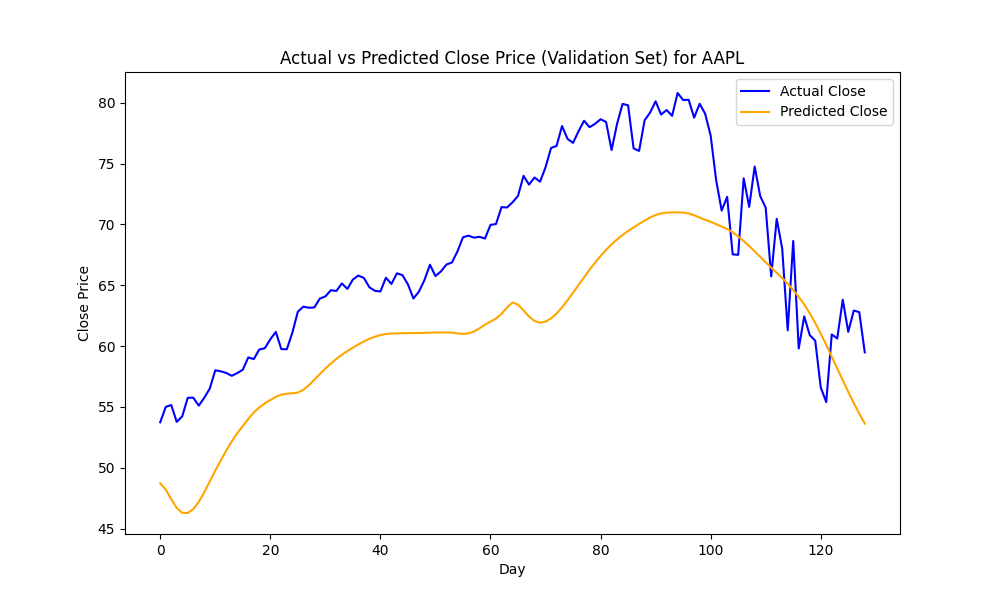 Actual vs Predicted Close Price (Validation Set) for AAPL
Actual Close
Predicted Close
Close Price
80
75
70
65
60
55
50
45
0 20 40 60 80 100 120
Day